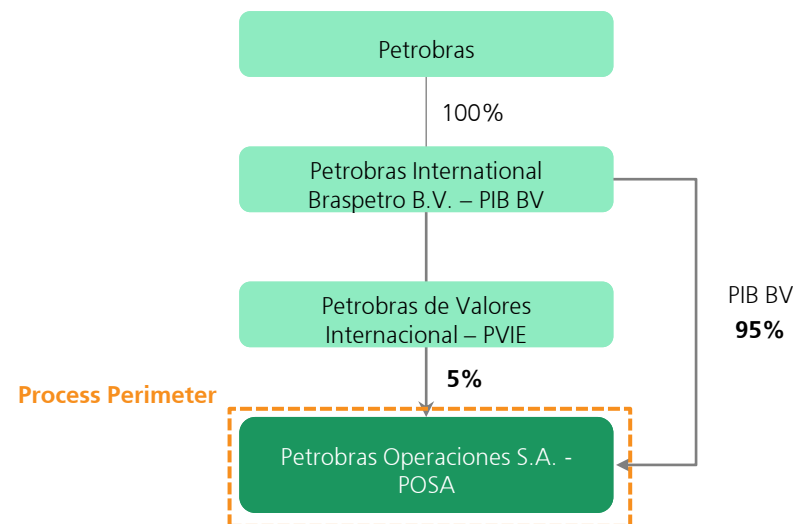 Petrobras
100%
Petrobras International
Braspetro B.V. – PIB BV
Petrobras de Valores
Internacional – PVIE
PIB BV
95%
5%
Process Perimeter
Petrobras Operaciones S.A. -
POSA